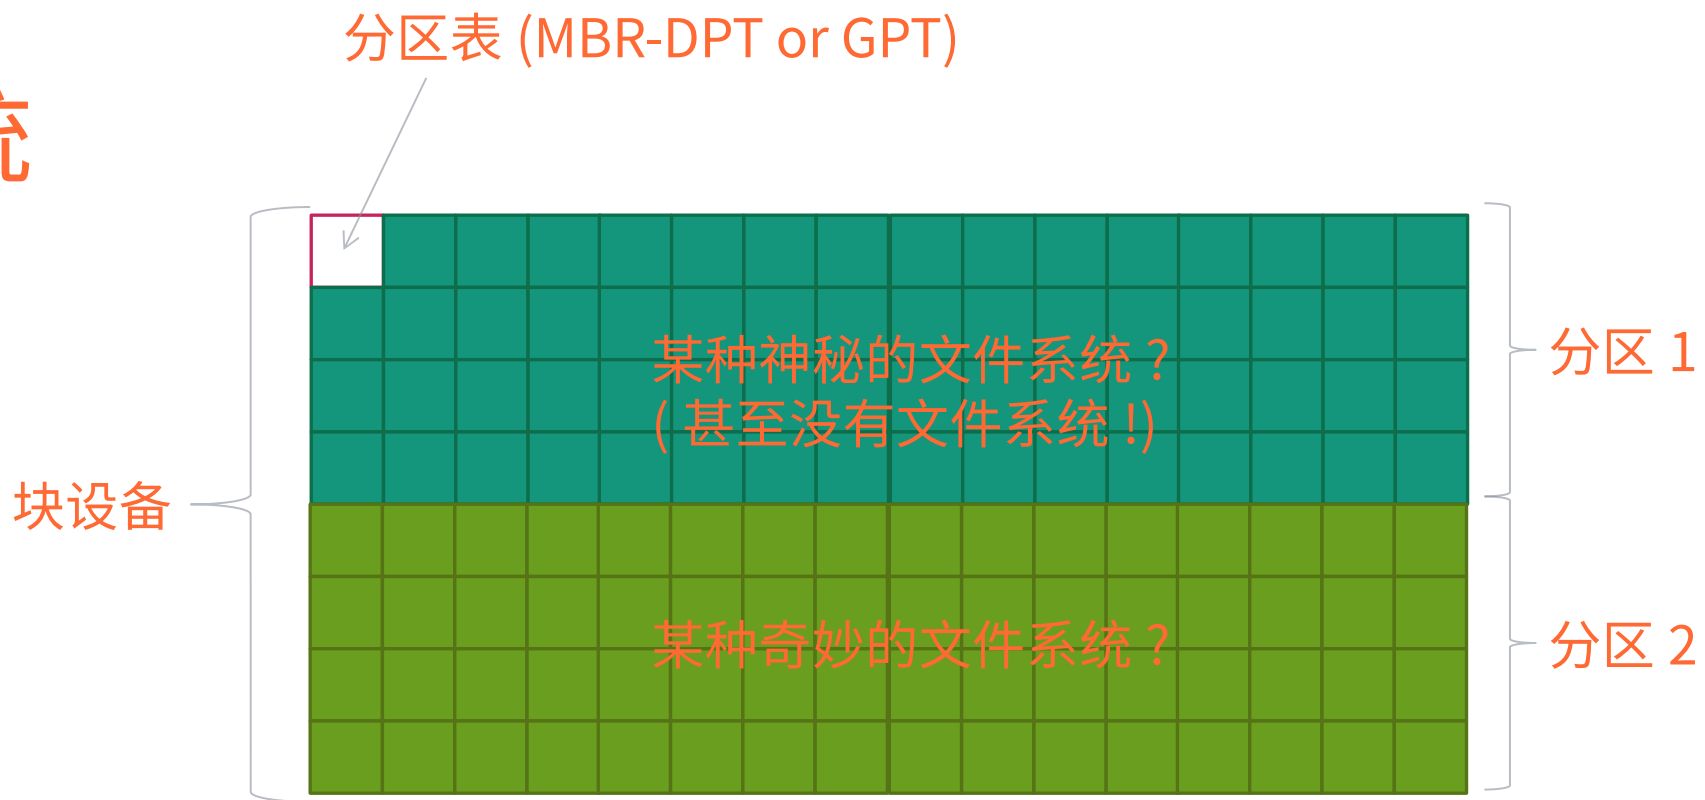 分区表 (MBR-DPT or GPT)
统
某种神秘的文件系统 ?
( 甚至没有文件系统 !)
分区 1
块设备
某种奇妙的文件系统 ?
分区 2